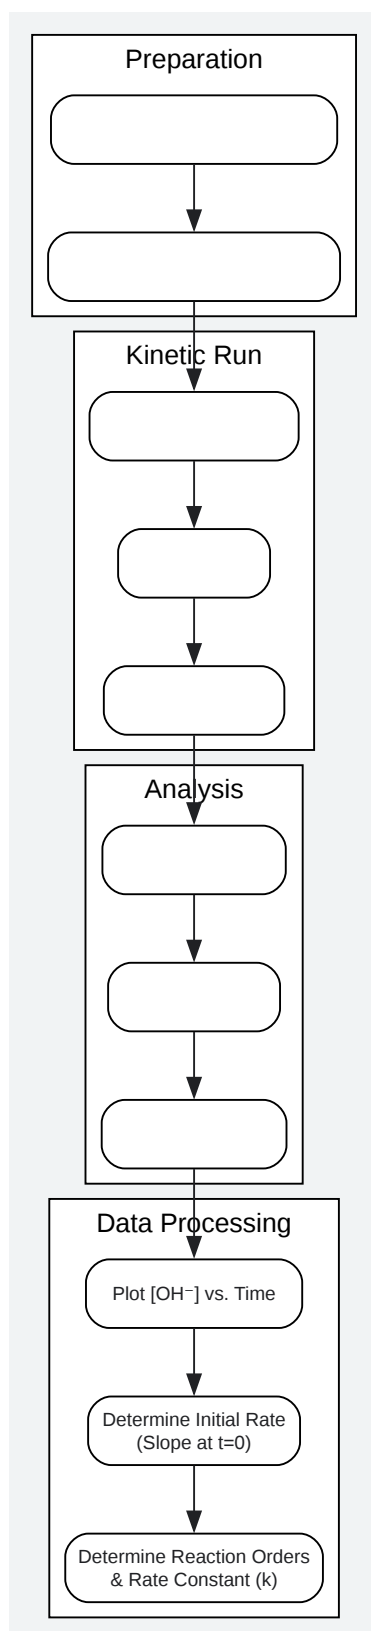 Preparation
Kinetic Run
Analysis
Data Processing
Plot [OH⁻] vs. Time
Determine Initial Rate
(Slope at t=0)
Determine Reaction Orders
& Rate Constant (k)